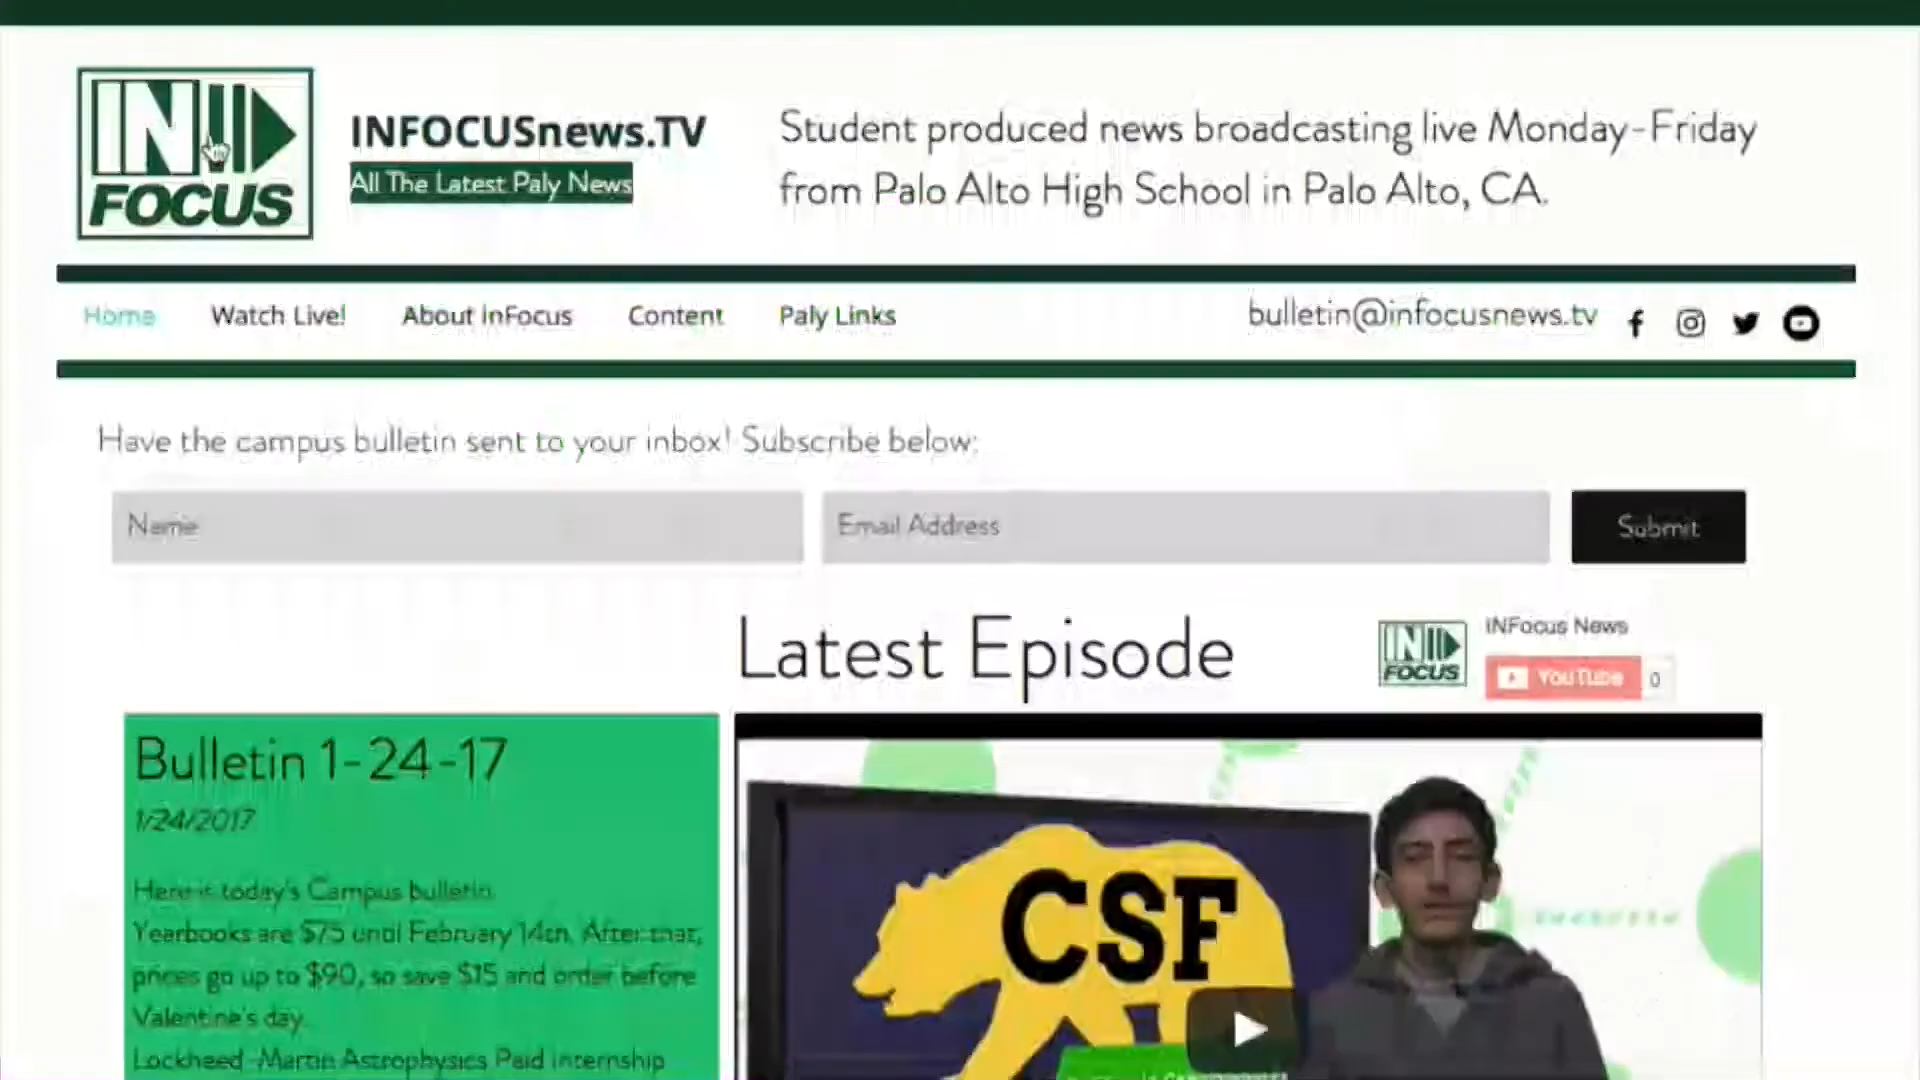 IN
FOCUS
INFOCUSnews.TV
All The Latest Paly News
Student produced news broadcasting live Monday-Friday
from Palo Alto High School in Palo Alto, CA.
Home Watch Live! About inFocus Content Paly Links bulletin@infocusnews.tv
Have the campus bulletin sent to your inbox! Subscribe below:
Name Email Address Submit
Latest Episode
IN
FOCUS
INFocus News
YouTube 0
Bulletin 1-24-17
1/24/2017
Here is today's Campus bulletin.
Yearbooks are $75 until February 14th. After that,
prices go up to $90, so save $15 and order before
Valentine's day.
Lockheed-Martin Astrophysics Paid internship
CSF